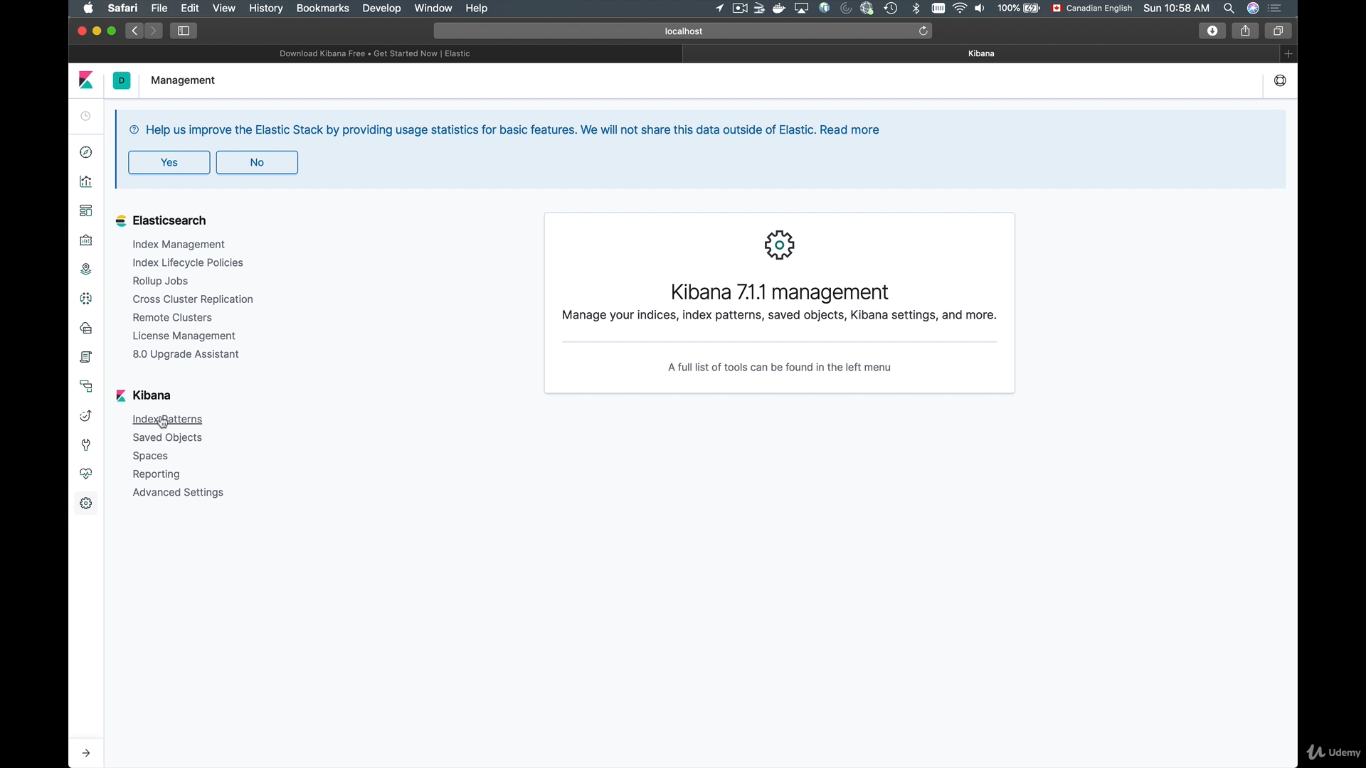 Safari File Edit View History Bookmarks Develop Window Help 100% Canadian English Sun 10:58 AM
localhost
Download Kibana Free • Get Started Now | Elastic
Kibana
D Management
Help us improve the Elastic Stack by providing usage statistics for basic features. We will not share this data outside of Elastic. Read more
Yes No
Elasticsearch
Index Management
Index Lifecycle Policies
Rollup Jobs
Cross Cluster Replication
Remote Clusters
License Management
8.0 Upgrade Assistant
Kibana
Index Patterns
Saved Objects
Spaces
Reporting
Advanced Settings
Kibana 7.1.1 management
Manage your indices, index patterns, saved objects, Kibana settings, and more.
A full list of tools can be found in the left menu
Udemy